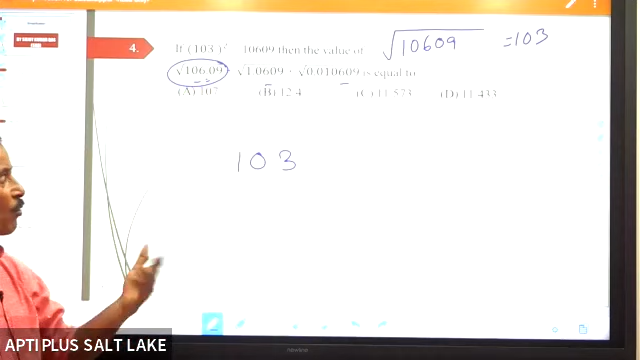 4. If (103)² = 10609 then the value of √10609 = 103
√106.09 + √1.0609 + √0.010609 is equal to
(A) 107 (B) 12.4 (C) 11.573 (D) 11.433
103
APTI PLUS SALT LAKE